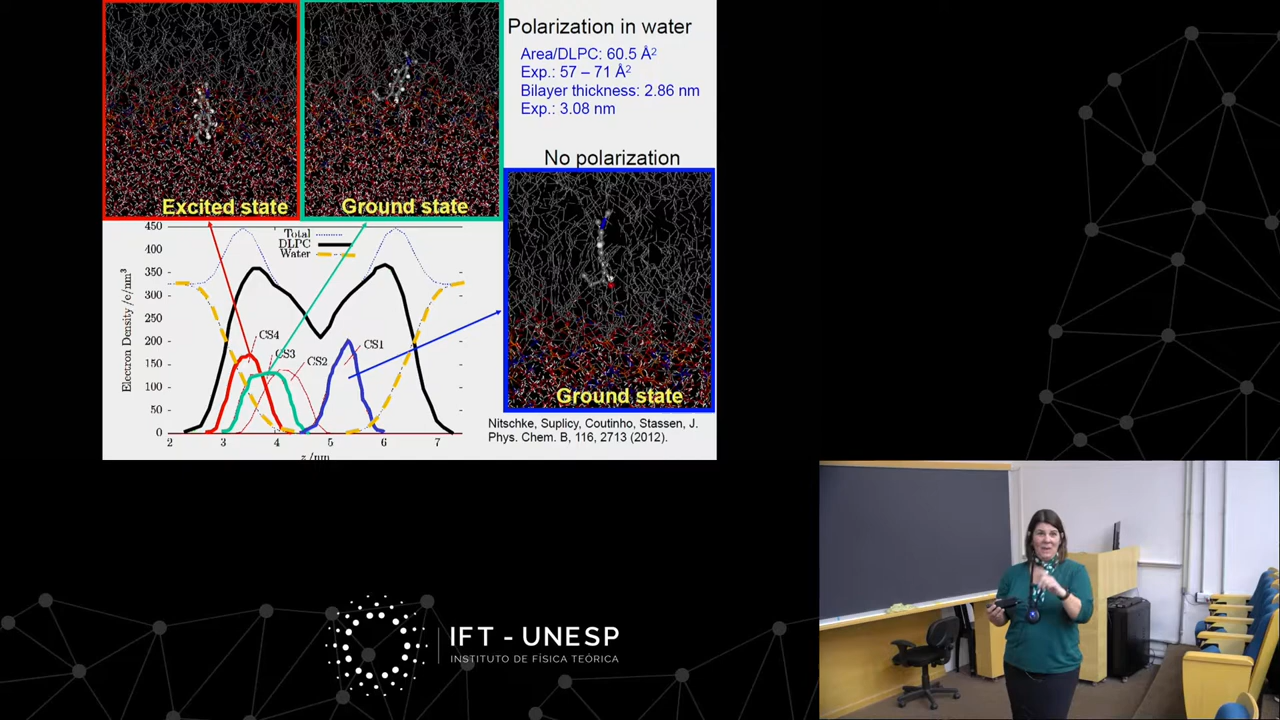 Polarization in water
Area/DLPC: 60.5 Å²
Exp.: 57 – 71 Å²
Bilayer thickness: 2.86 nm
Exp.: 3.08 nm
No polarization
Excited state
Ground state
Ground state
450
400
350
300
250
200
150
100
50
0
Electron Density /e/nm³
Total
DLPC
Water
CS4
CS3
CS2
CS1
2
3
4
5
6
7
z /nm
Nitschke, Suplicy, Coutinho, Stassen, J.
Phys. Chem. B, 116, 2713 (2012).
IFT - UNESP
INSTITUTO DE FÍSICA TEÓRICA